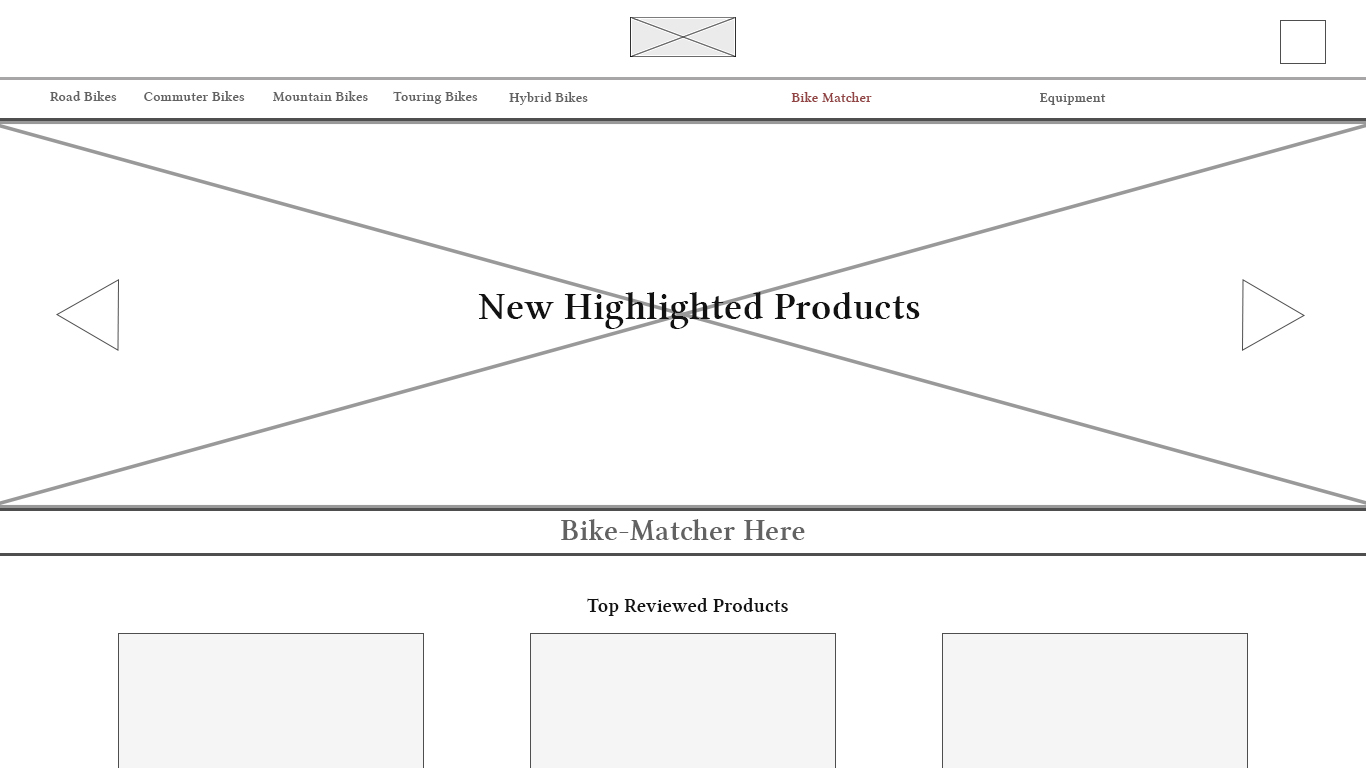 Road Bikes Commuter Bikes Mountain Bikes Touring Bikes Hybrid Bikes Bike Matcher Equipment
New Highlighted Products
Bike-Matcher Here
Top Reviewed Products